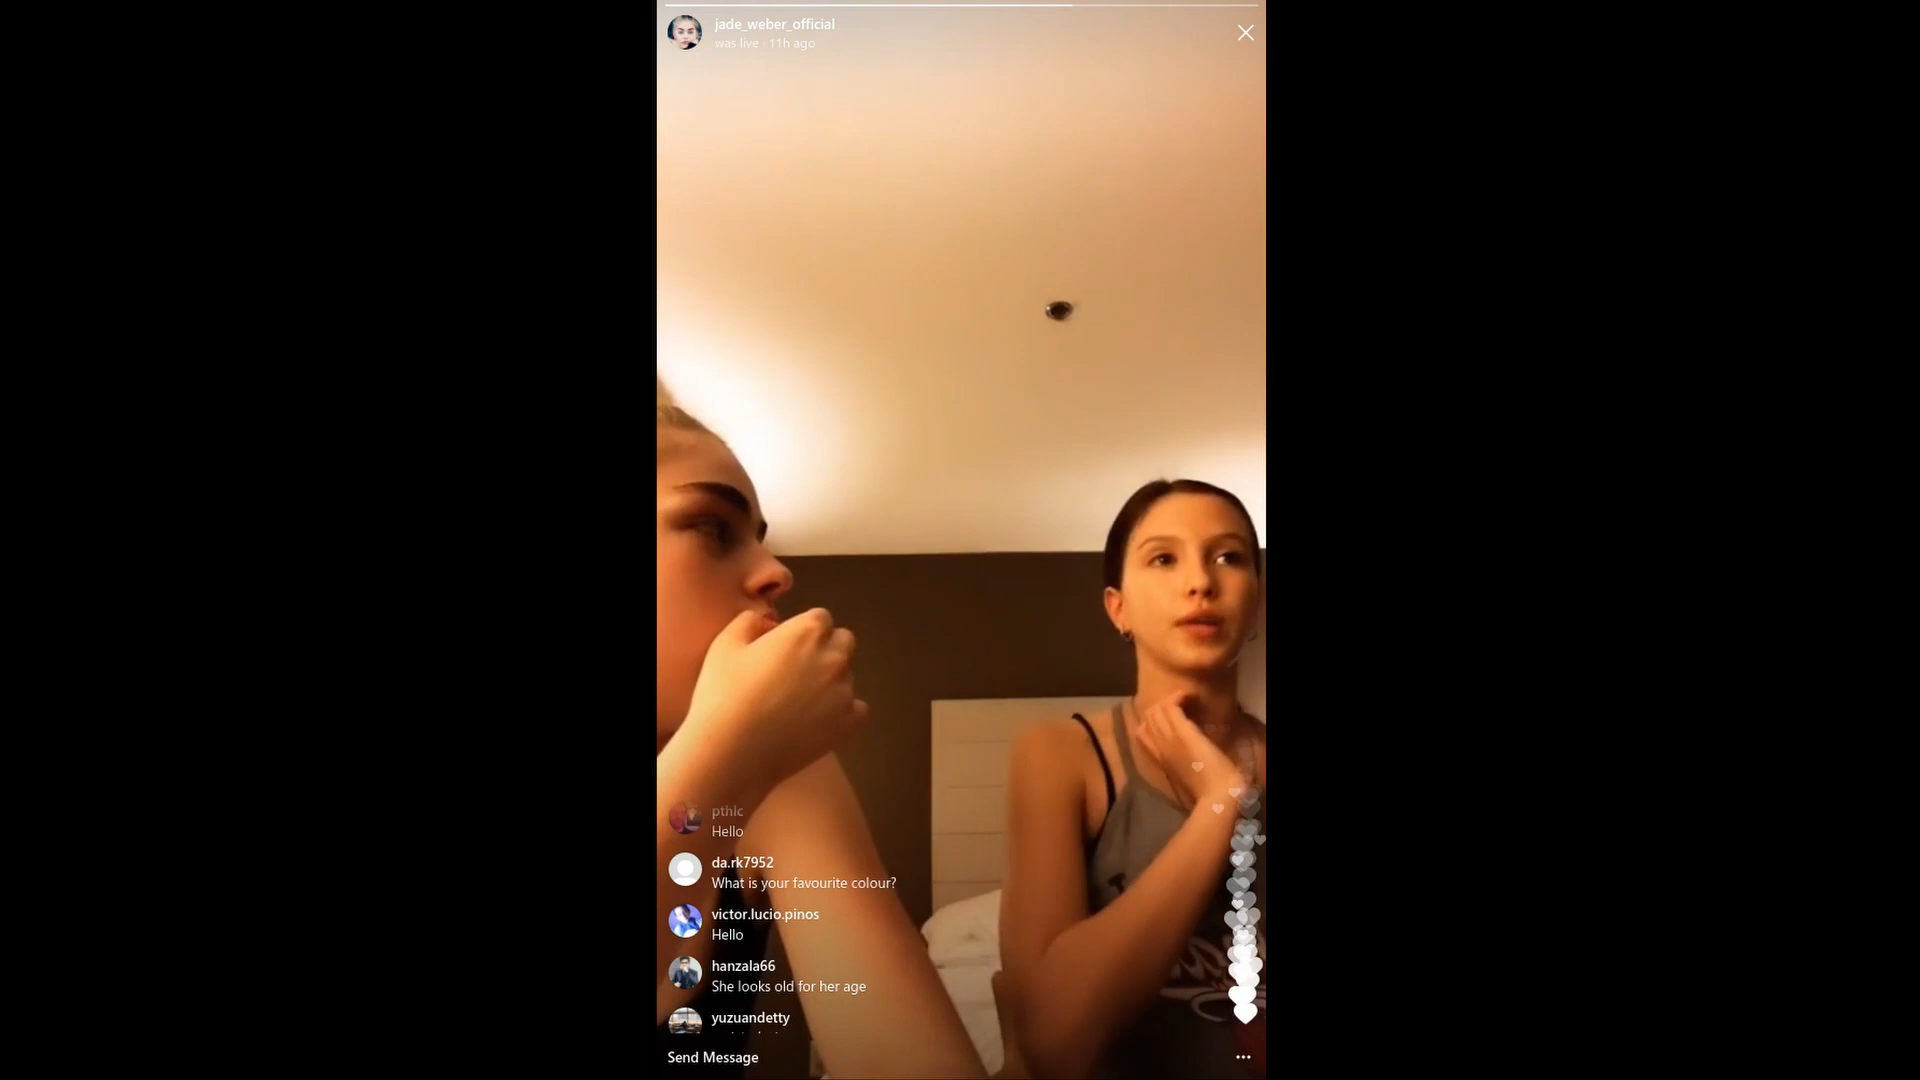 jade_weber_official
was live · 11h ago
pthlc
Hello
da.rk7952
What is your favourite colour?
victor.lucio.pinos
Hello
hanzala66
She looks old for her age
yuzuandetty
Send Message